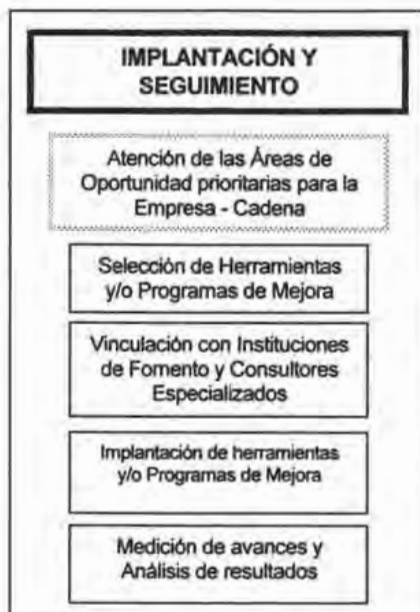 IMPLANTACIÓN Y
SEGUIMIENTO
Atención de las Áreas de
Oportunidad prioritarias para la
Empresa - Cadena
Selección de Herramientas
y/o Programas de Mejora
Vinculación con Instituciones
de Fomento y Consultores
Especializados
Implantación de herramientas
y/o Programas de Mejora
Medición de avances y
Análisis de resultados